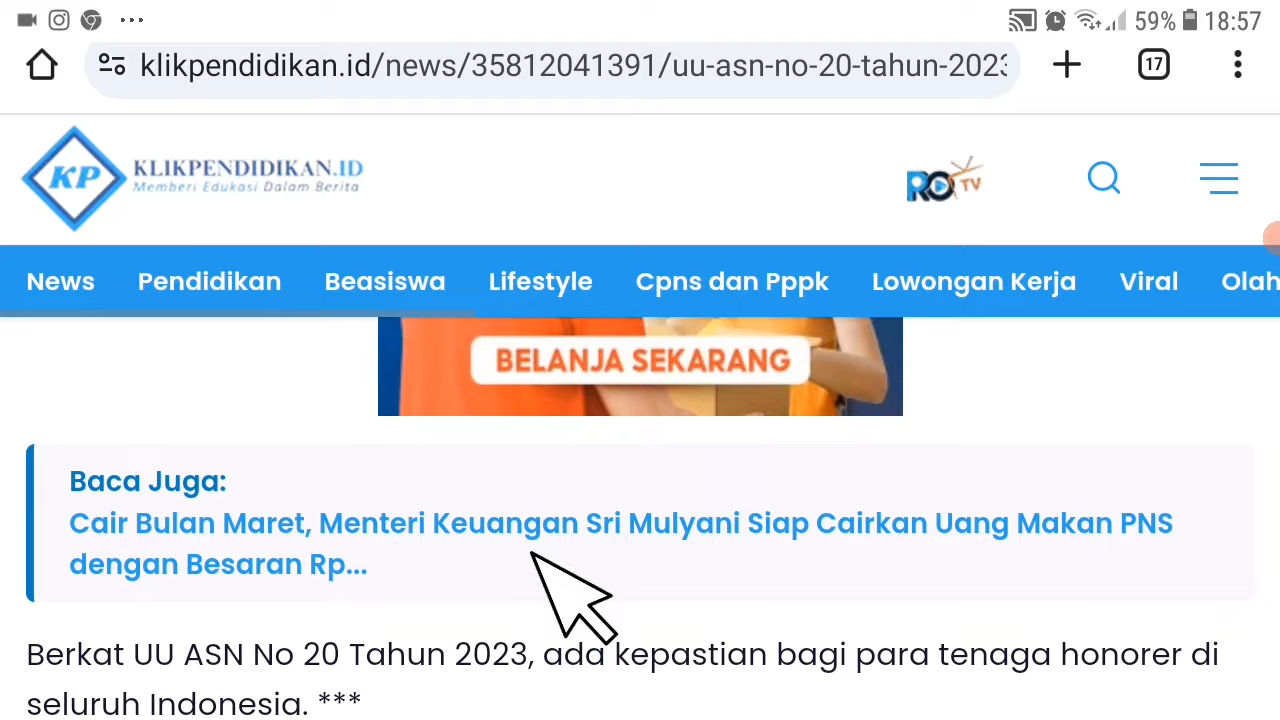 59% 18:57
klikpendidikan.id/news/35812041391/uu-asn-no-20-tahun-2023
17
KP KLIKPENDIDIKAN.ID
Memberi Edukasi Dalam Berita
RO TV
News Pendidikan Beasiswa Lifestyle Cpns dan Pppk Lowongan Kerja Viral Olah
BELANJA SEKARANG
Baca Juga:
Cair Bulan Maret, Menteri Keuangan Sri Mulyani Siap Cairkan Uang Makan PNS
dengan Besaran Rp...
Berkat UU ASN No 20 Tahun 2023, ada kepastian bagi para tenaga honorer di
seluruh Indonesia. ***